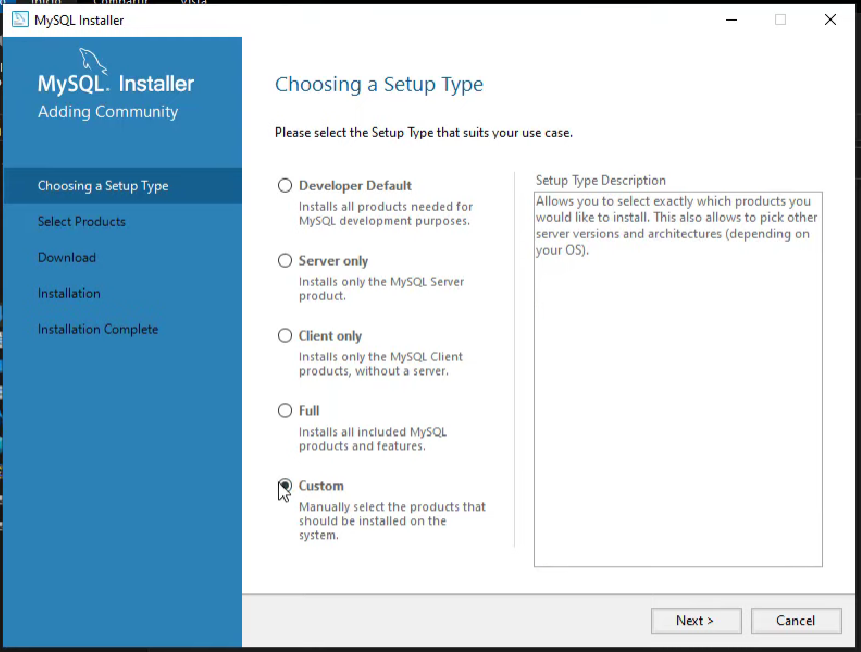 Inicio
Compartir
Vista
MySQL Installer
MySQL. Installer
Adding Community
Choosing a Setup Type
Select Products
Download
Installation
Installation Complete
Choosing a Setup Type
Please select the Setup Type that suits your use case.
Developer Default
Installs all products needed for
MySQL development purposes.
Server only
Installs only the MySQL Server
product.
Client only
Installs only the MySQL Client
products, without a server.
Full
Installs all included MySQL
products and features.
Custom
Manually select the products that
should be installed on the
system.
Setup Type Description
Allows you to select exactly which products you
would like to install. This also allows to pick other
server versions and architectures (depending on
your OS).
Next >
Cancel